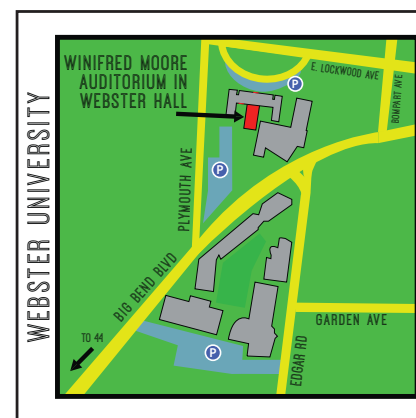 WEBSTER UNIVERSITY
WINIFRED MOORE
AUDITORIUM IN
WEBSTER HALL
P
E. LOCKWOOD AVE
BOMPART AVE
PLYMOUTH AVE
P
BIG BEND BLVD
GARDEN AVE
EDGAR RD
TO 44
P